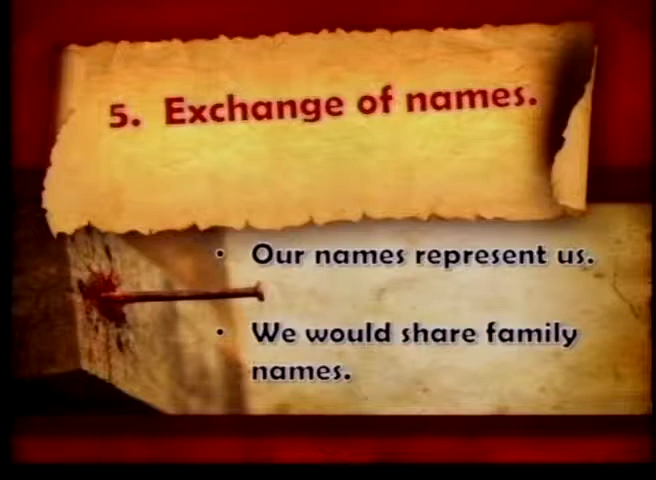 5. Exchange of names.
• Our names represent us.
• We would share family
names.